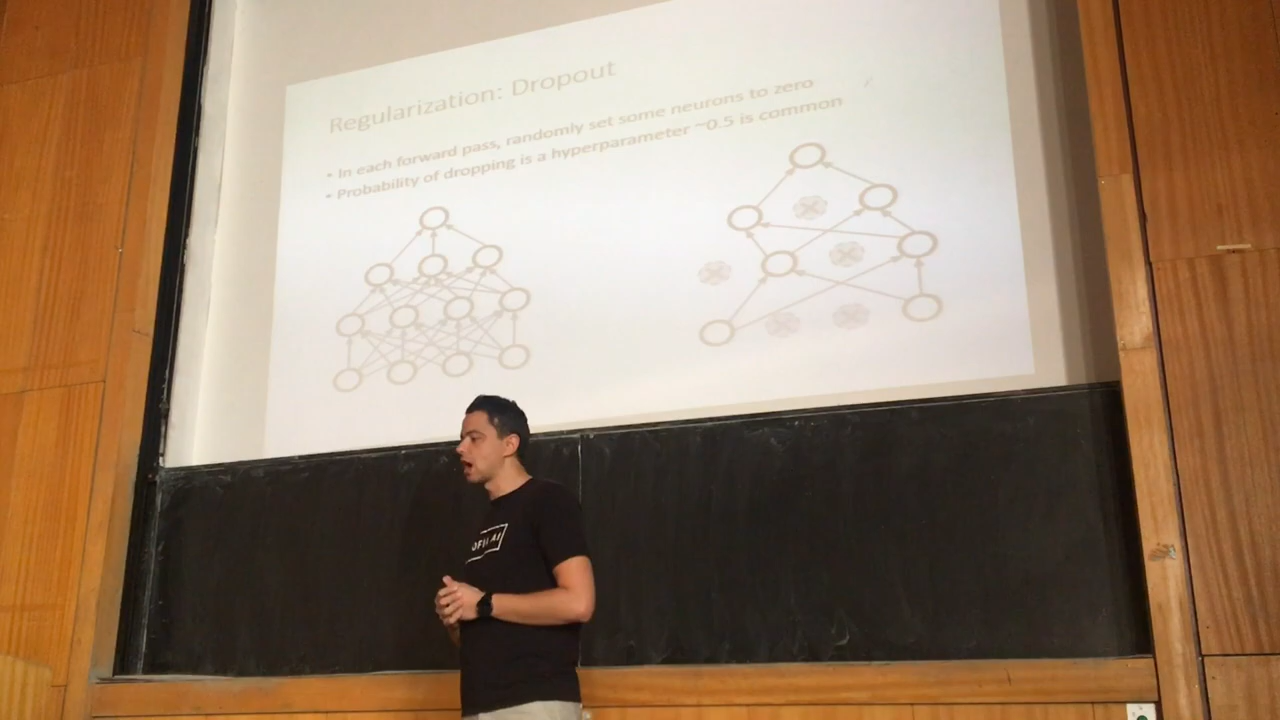 Regularization: Dropout
• In each forward pass, randomly set some neurons to zero
• Probability of dropping is a hyperparameter ~0.5 is common
AI